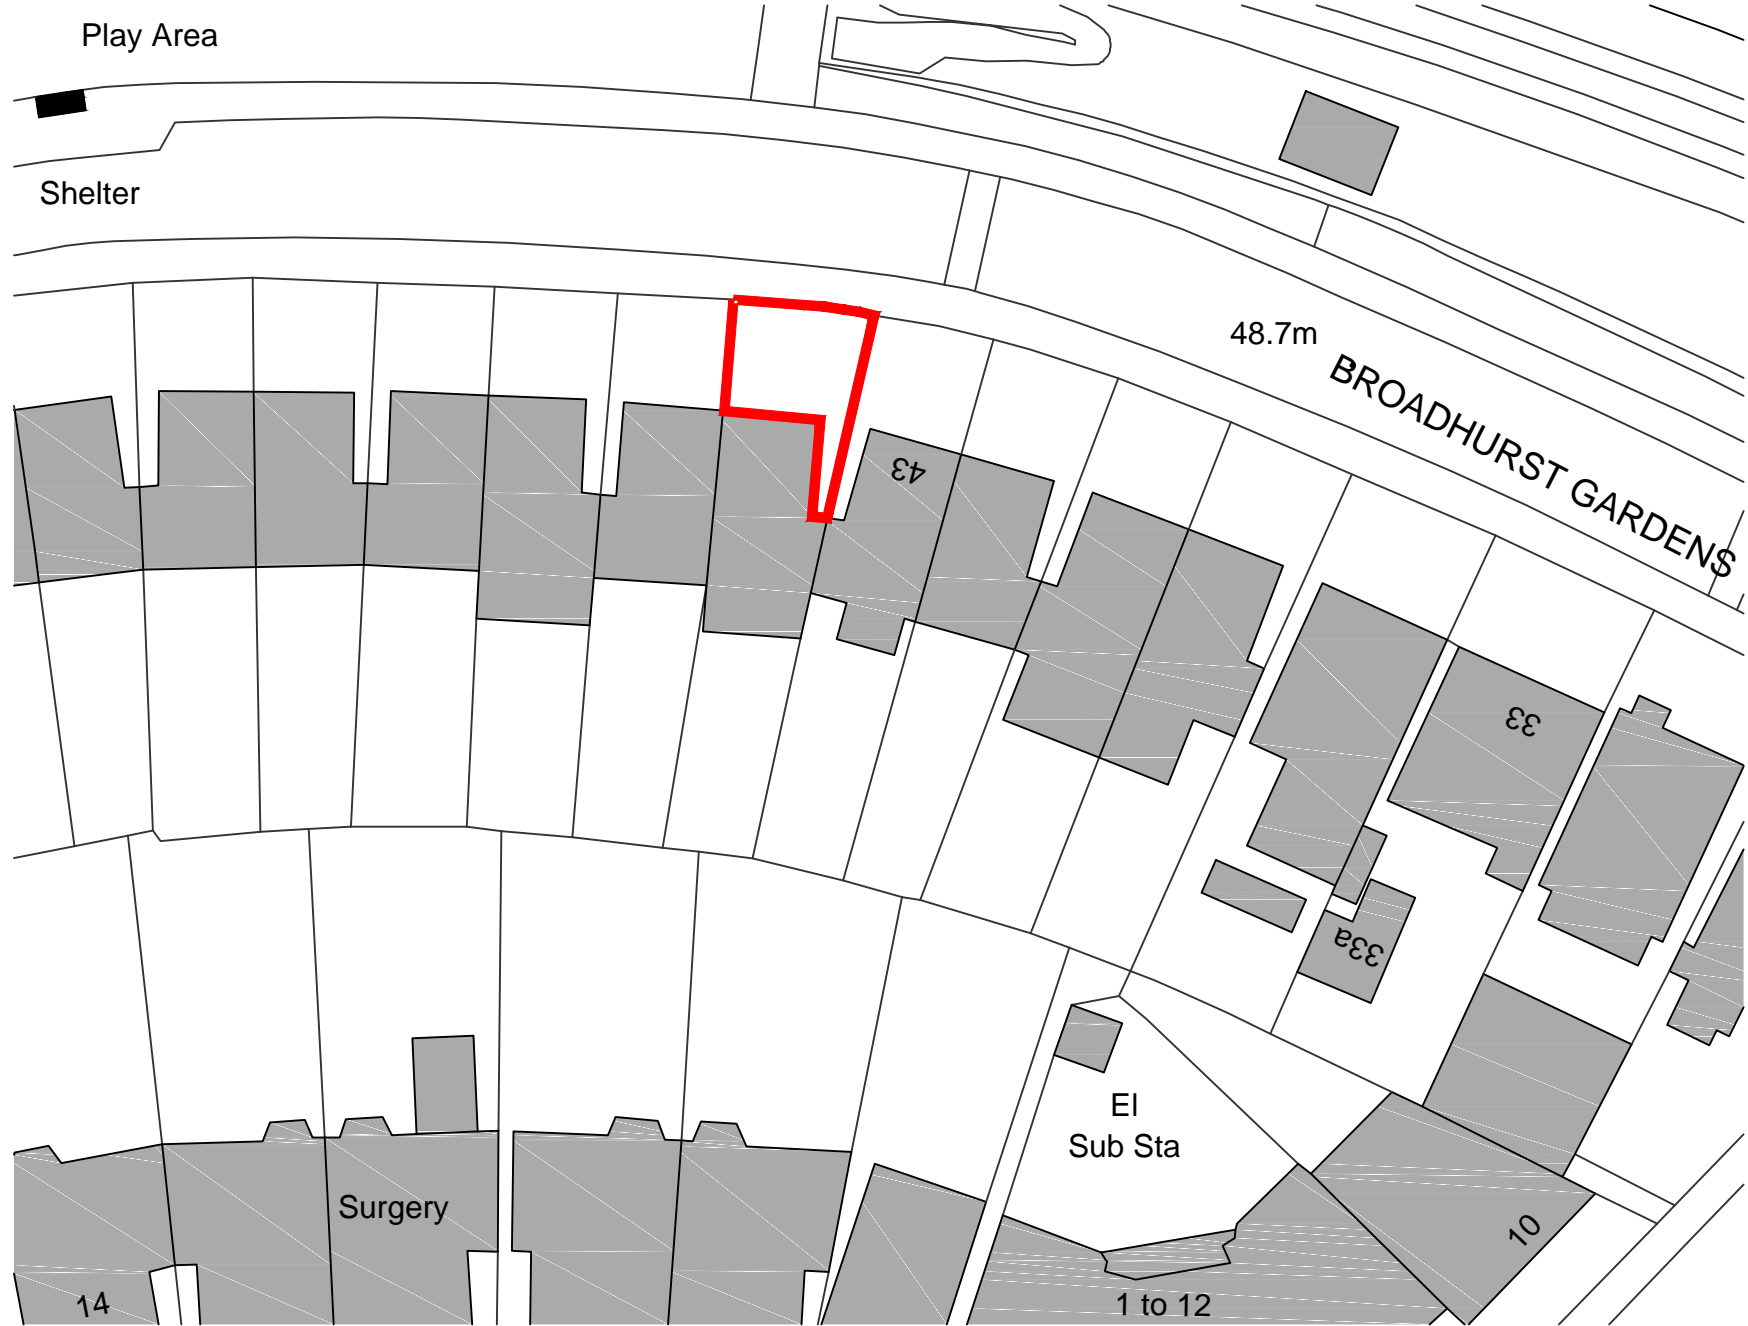 Play Area
Shelter
48.7m
BROADHURST GARDENS
43
33
33a
El
Sub Sta
Surgery
10
14
1 to 12